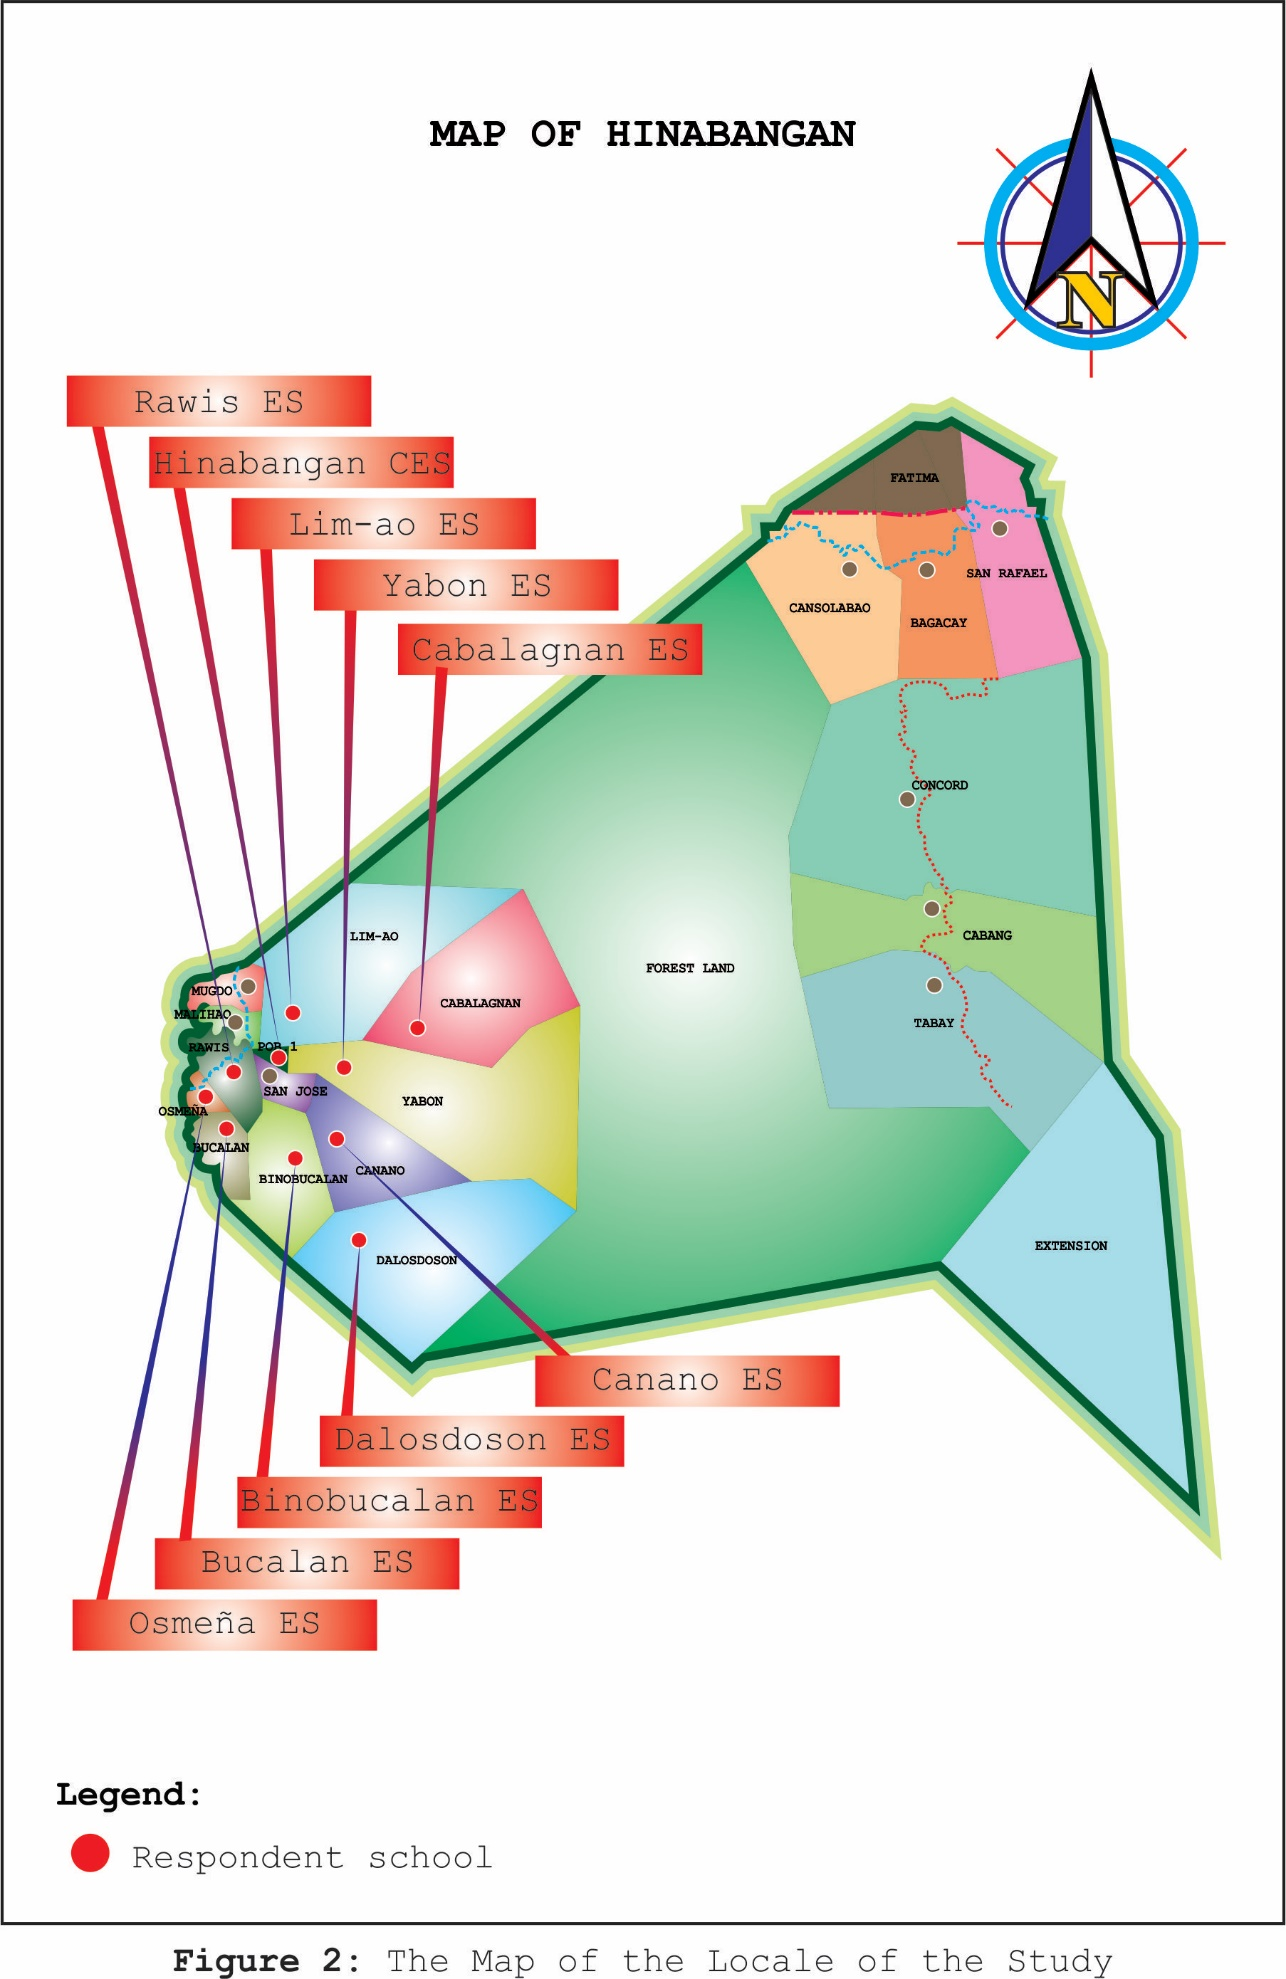 MAP OF HINABANGAN
N
Rawis ES
Hinabangan CES
Lim-ao ES
Yabon ES
Cabalagnan ES
FATIMA
SAN RAFAEL
CANSOLABAO
BAGACAY
CONCORD
CABANG
TABAY
FOREST LAND
EXTENSION
LIM-AO
CABALAGNAN
MUGDO
MALIHAO
RAWIS
POB 1
SAN JOSE
YABON
OSMEÑA
BUCALAN
BINOBUCALAN
CANANO
DALOSDOSON
Canano ES
Dalosdoson ES
Binobucalan ES
Bucalan ES
Osmeña ES
Legend:
Respondent school
Figure 2: The Map of the Locale of the Study